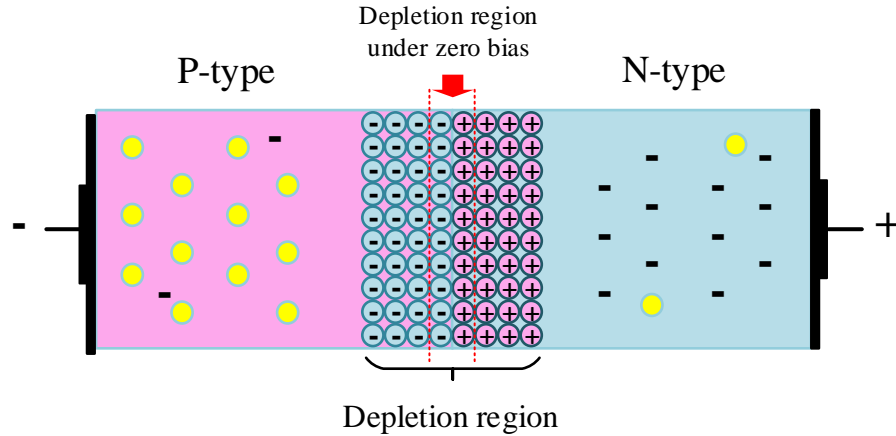 Depletion region
under zero bias
P-type
N-type
-
+
Depletion region